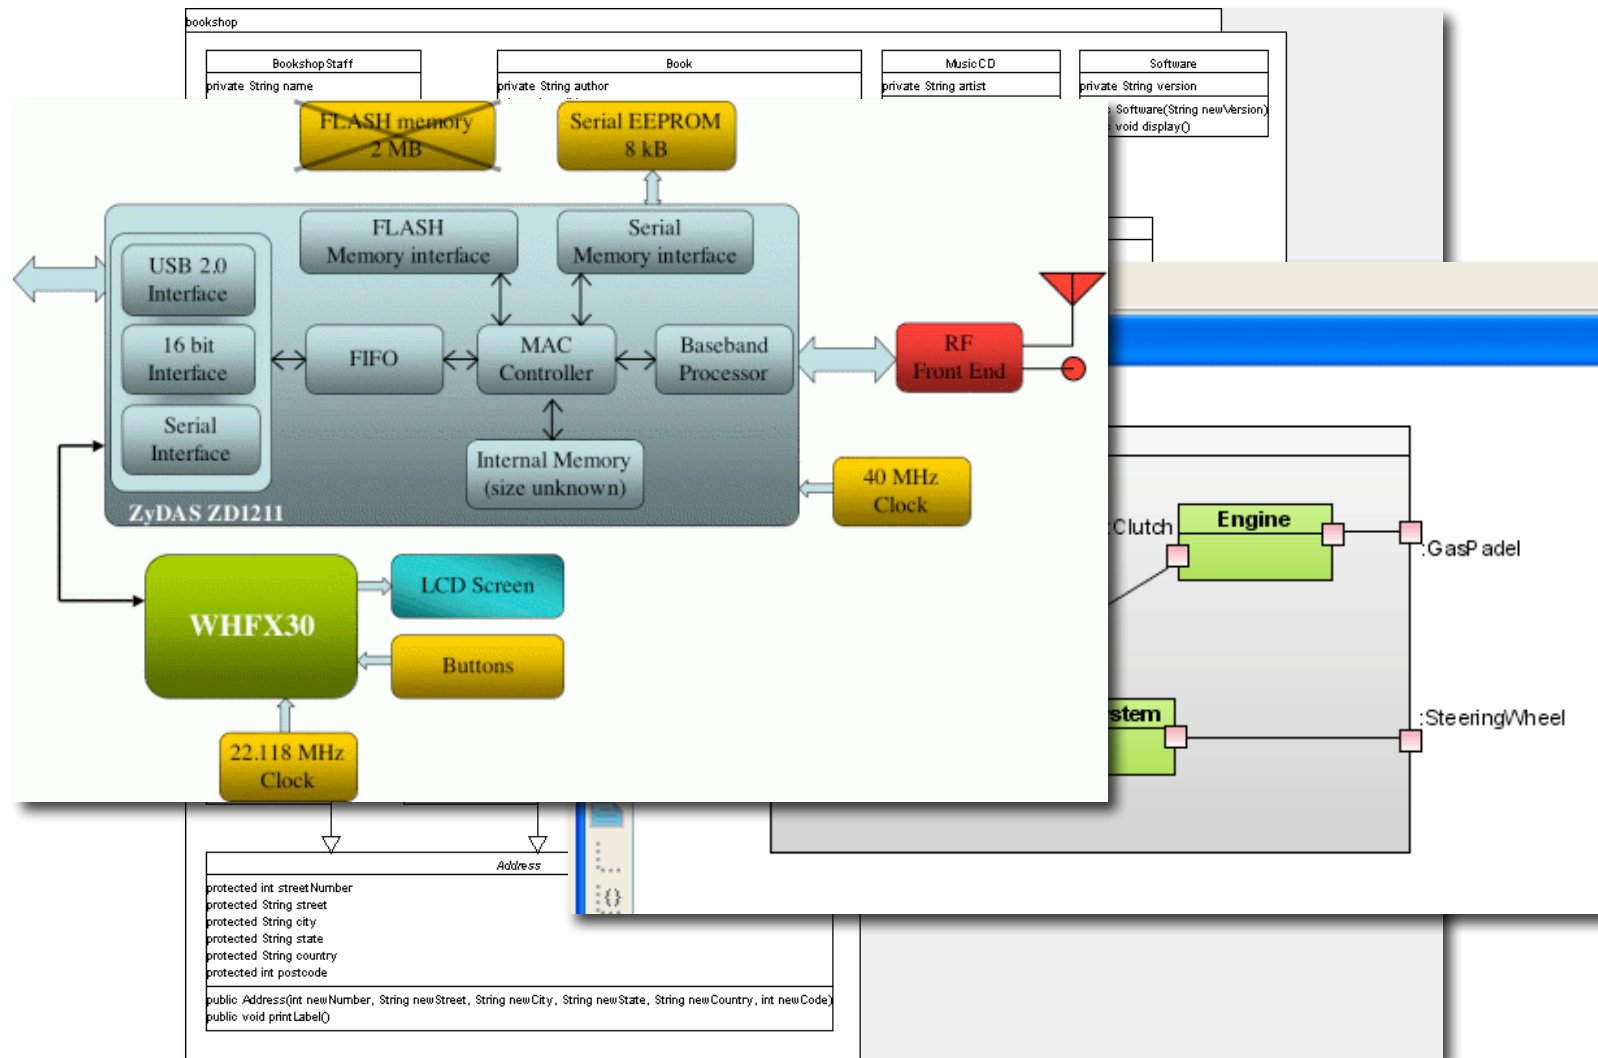 bookshop
BookshopStaff
private String name
Book
private String author
MusicCD
private String artist
Software
private String version
Software(String newVersion)
void display()
FLASH memory
2 MB
Serial EEPROM
8 kB
FLASH
Memory interface
Serial
Memory interface
USB 2.0
Interface
16 bit
Interface
Serial
Interface
FIFO
MAC
Controller
Baseband
Processor
RF
Front End
Internal Memory
(size unknown)
40 MHz
Clock
ZyDAS ZD1211
WHFX30
LCD Screen
Buttons
22.118 MHz
Clock
:Clutch
Engine
:GasPadel
stem
:SteeringWheel
Address
protected int streetNumber
protected String street
protected String city
protected String state
protected String country
protected int postcode
public Address(int newNumber, String newStreet, String newCity, String newState, String newCountry, int newCode)
public void printLabel()